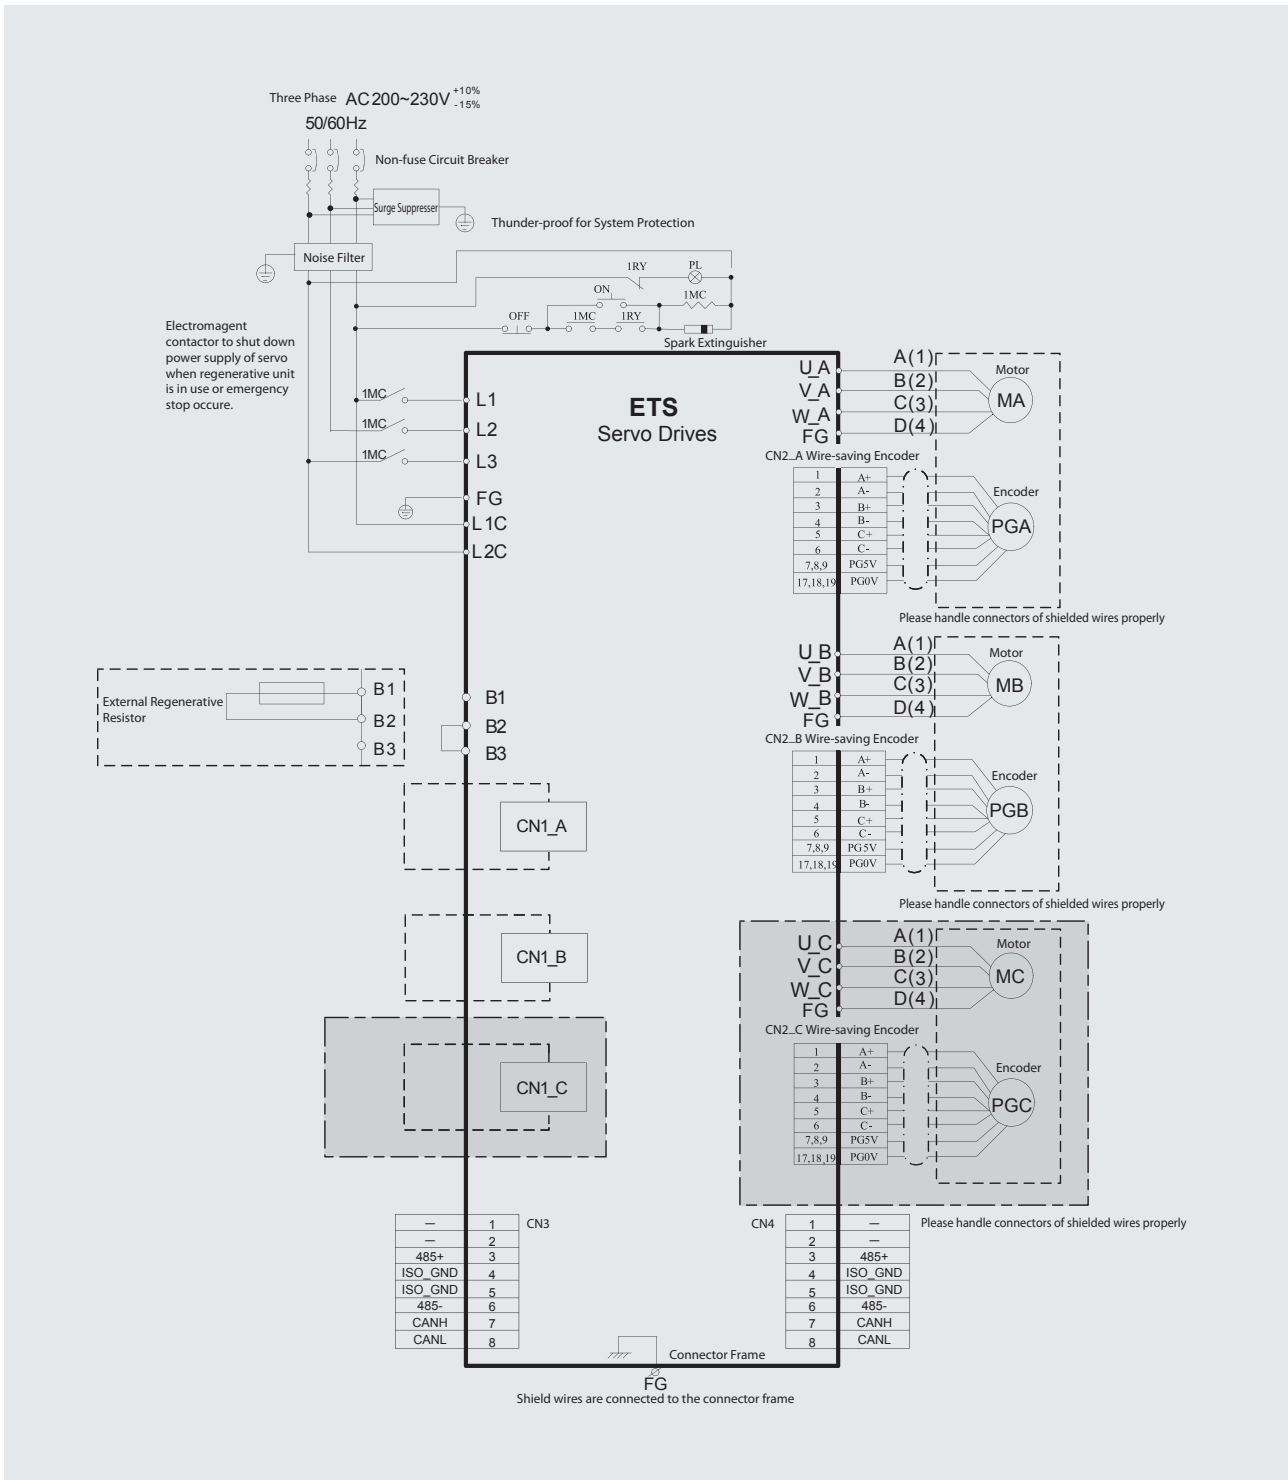 Three Phase AC 200~230V +10% -15%
50/60Hz
Non-fuse Circuit Breaker
Surge Suppresser
Thunder-proof for System Protection
Noise Filter
1RY PL
ON 1MC
OFF 1MC 1RY
Spark Extinguisher
Electromagent
contactor to shut down
power supply of servo
when regenerative unit
is in use or emergency
stop occure.
1MC L1
1MC L2
1MC L3
FG
L1C
L2C
ETS
Servo Drives
U_A A(1)
V_A B(2)
W_A C(3)
FG D(4)
Motor
MA
CN2_A Wire-saving Encoder
1 A+
2 A-
3 B+
4 B-
5 C+
6 C-
7,8,9 PG5V
17,18,19 PG0V
Encoder
PGA
Please handle connectors of shielded wires properly
External Regenerative
Resistor
B1
B2
B3
B1
B2
B3
U_B A(1)
V_B B(2)
W_B C(3)
FG D(4)
Motor
MB
CN2_B Wire-saving Encoder
1 A+
2 A-
3 B+
4 B-
5 C+
6 C-
7,8,9 PG5V
17,18,19 PG0V
Encoder
PGB
Please handle connectors of shielded wires properly
CN1_A
CN1_B
CN1_C
U_C A(1)
V_C B(2)
W_C C(3)
FG D(4)
Motor
MC
CN2_C Wire-saving Encoder
1 A+
2 A-
3 B+
4 B-
5 C+
6 C-
7,8,9 PG5V
17,18,19 PG0V
Encoder
PGC
Please handle connectors of shielded wires properly
CN3
— 1
— 2
485+ 3
ISO_GND 4
ISO_GND 5
485- 6
CANH 7
CANL 8
CN4
1 —
2 —
3 485+
4 ISO_GND
5 ISO_GND
6 485-
7 CANH
8 CANL
Connector Frame
FG
Shield wires are connected to the connector frame